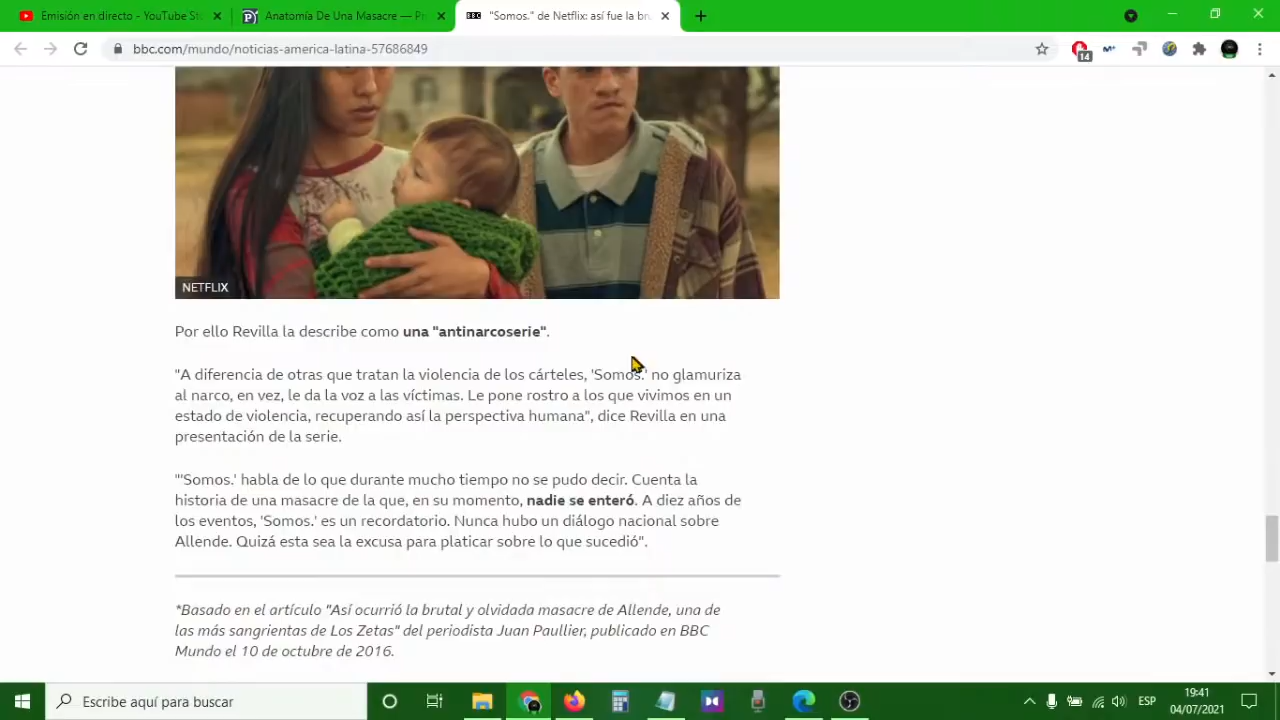 Emisión en directo - YouTube St
Anatomía De Una Masacre — Pr
BBC "Somos." de Netflix: así fue la br
bbc.com/mundo/noticias-america-latina-57686849
14
NETFLIX
Por ello Revilla la describe como una "antinarcoserie".
"A diferencia de otras que tratan la violencia de los cárteles, 'Somos.' no glamuriza
al narco, en vez, le da la voz a las víctimas. Le pone rostro a los que vivimos en un
estado de violencia, recuperando así la perspectiva humana", dice Revilla en una
presentación de la serie.
"'Somos.' habla de lo que durante mucho tiempo no se pudo decir. Cuenta la
historia de una masacre de la que, en su momento, nadie se enteró. A diez años de
los eventos, 'Somos.' es un recordatorio. Nunca hubo un diálogo nacional sobre
Allende. Quizá esta sea la excusa para platicar sobre lo que sucedió".
*Basado en el artículo "Así ocurrió la brutal y olvidada masacre de Allende, una de
las más sangrientas de Los Zetas" del periodista Juan Paullier, publicado en BBC
Mundo el 10 de octubre de 2016.
Escribe aquí para buscar
ESP
19:41
04/07/2021